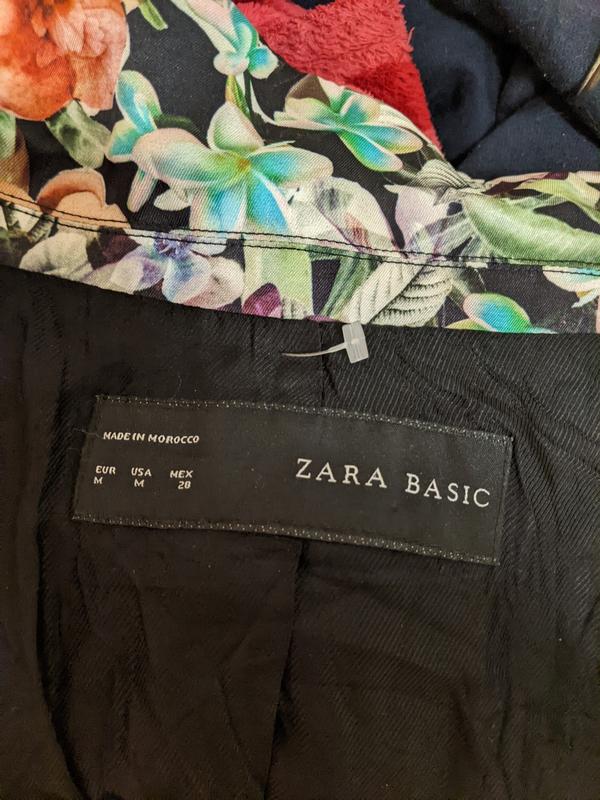 MADE IN MOROCCO
EUR USA MEX
M M 28
ZARA BASIC